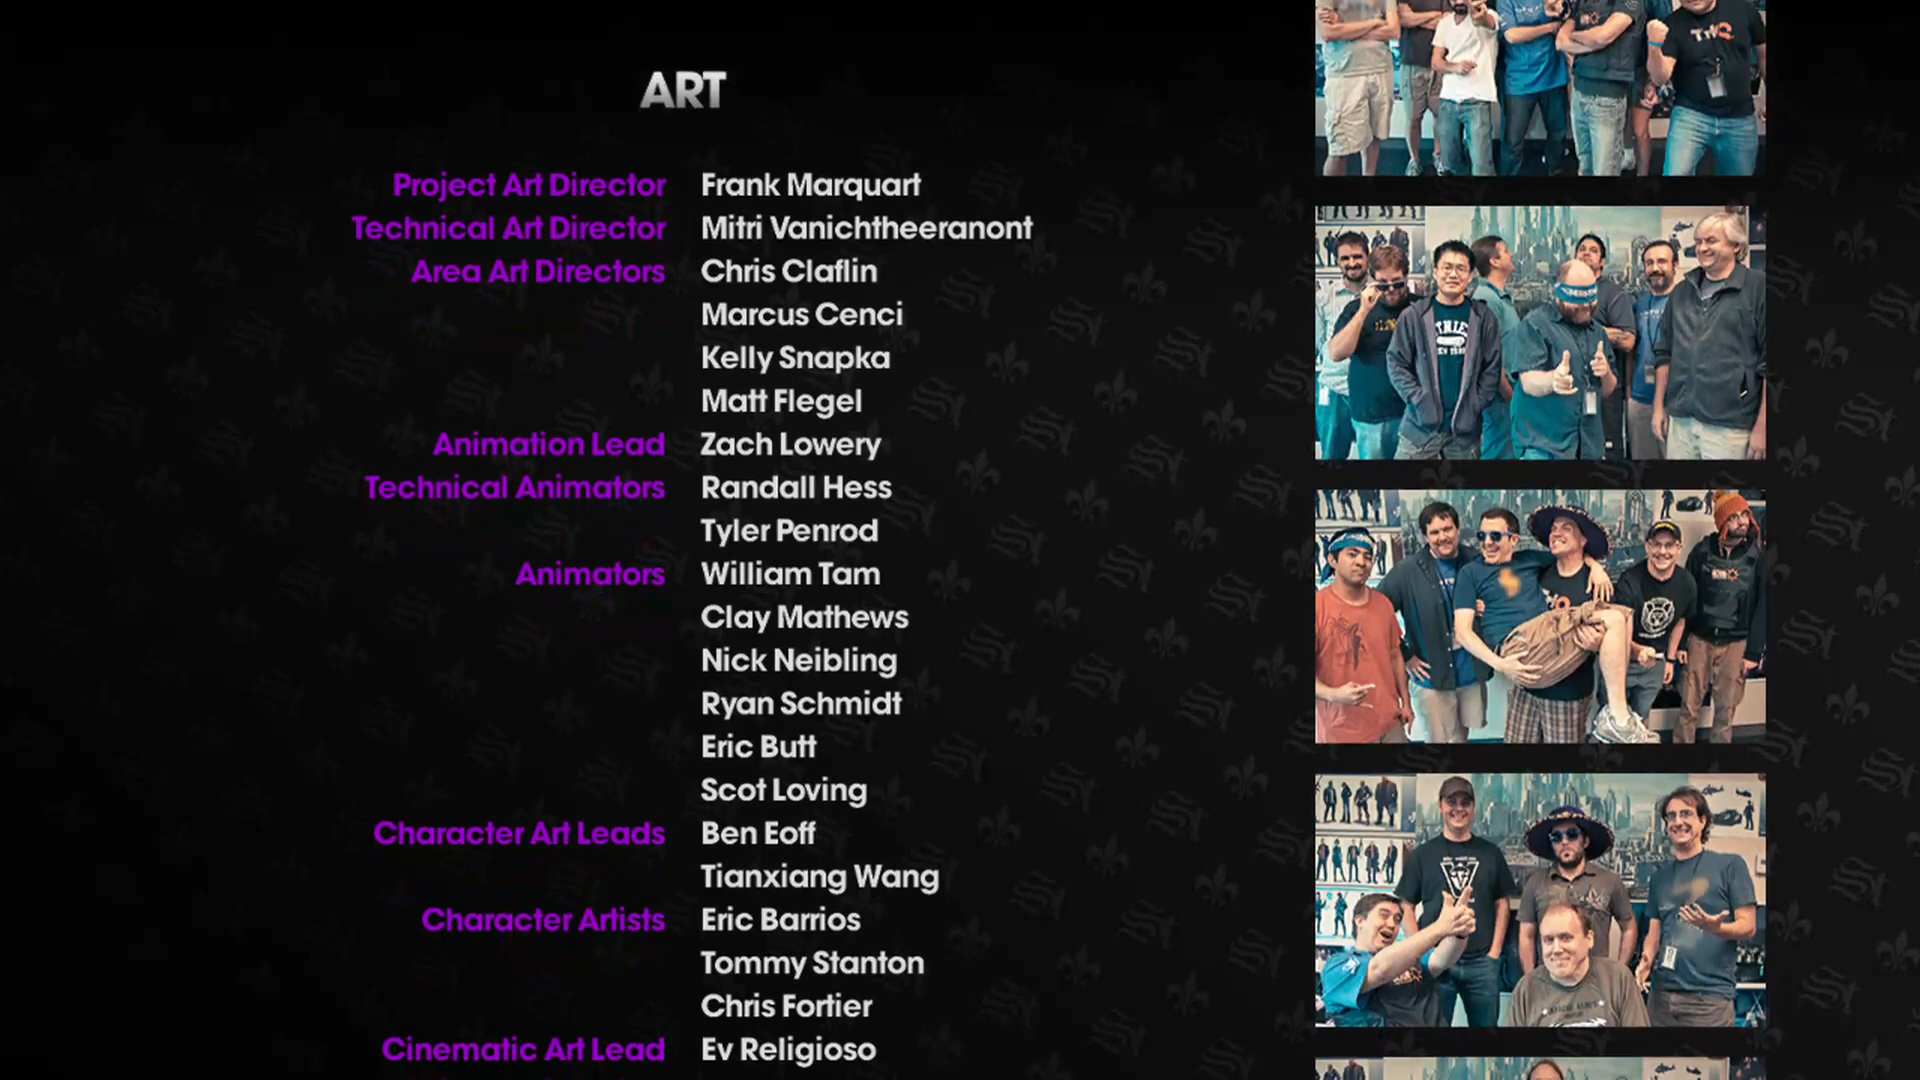 ART
Project Art Director Frank Marquart
Technical Art Director Mitri Vanichtheeranont
Area Art Directors Chris Claflin
Marcus Cenci
Kelly Snapka
Matt Flegel
Animation Lead Zach Lowery
Technical Animators Randall Hess
Tyler Penrod
Animators William Tam
Clay Mathews
Nick Neibling
Ryan Schmidt
Eric Butt
Scot Loving
Character Art Leads Ben Eoff
Tianxiang Wang
Character Artists Eric Barrios
Tommy Stanton
Chris Fortier
Cinematic Art Lead Ev Religioso
THQ